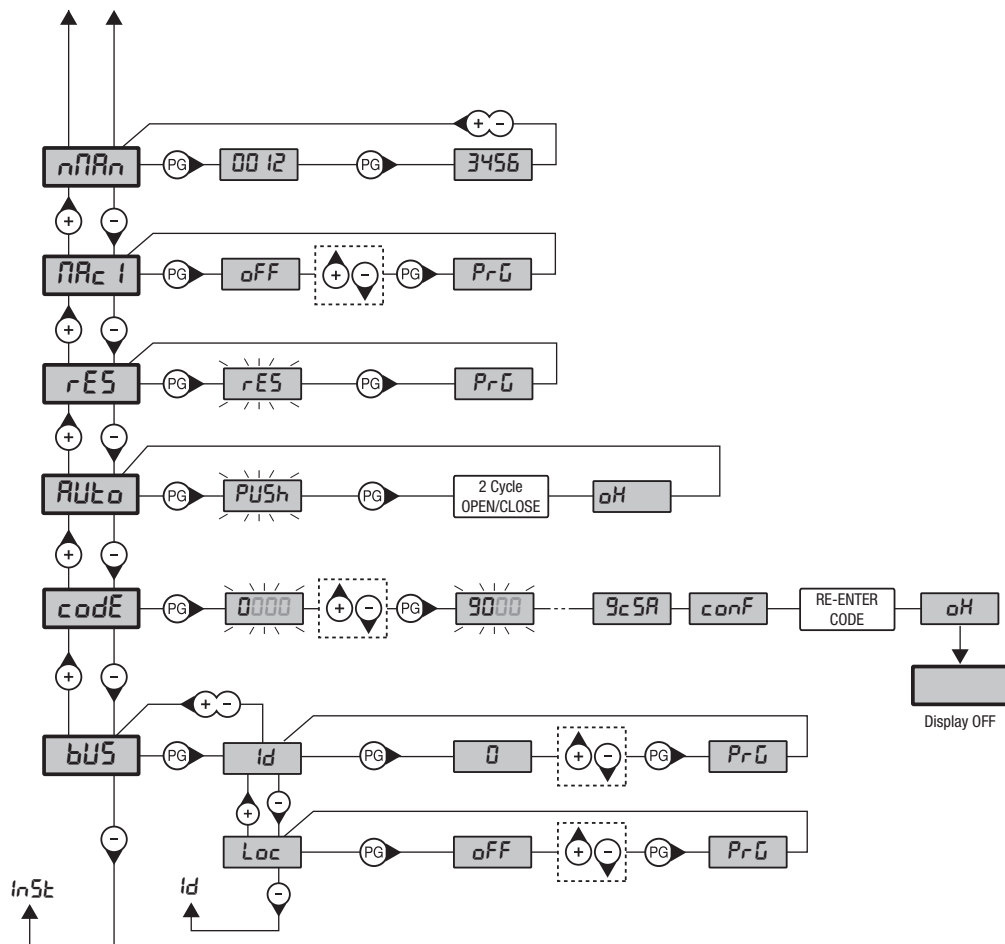 + -
nMAn PG 0012 PG 3456
+ -
MAc1 PG oFF + - PG PrG
+ -
rES PG rES PG PrG
+ -
AUto PG PUSh PG 2 Cycle
OPEN/CLOSE oH
+ -
codE PG 0000 + - PG 9000 9c5A conF RE-ENTER
CODE oH
+ -
Display OFF
+ -
bUS PG Id PG 0 + - PG PrG
+ -
- Loc PG oFF + - PG PrG
InSt Id -